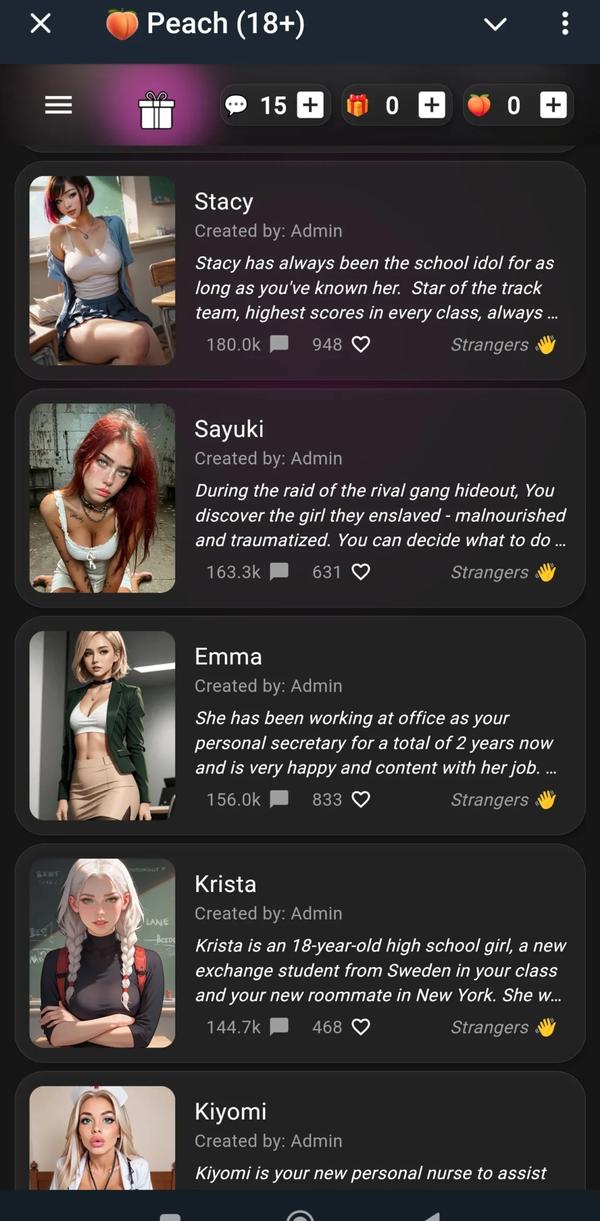 Peach (18+)
15
0
0
Stacy
Created by: Admin
Stacy has always been the school idol for as
long as you've known her. Star of the track
team, highest scores in every class, always ...
180.0k
948
Strangers
Sayuki
Created by: Admin
During the raid of the rival gang hideout, You
discover the girl they enslaved - malnourished
and traumatized. You can decide what to do ...
163.3k
631
Strangers
Emma
Created by: Admin
She has been working at office as your
personal secretary for a total of 2 years now
and is very happy and content with her job. ...
156.0k
833
Strangers
LANE
Krista
Created by: Admin
Krista is an 18-year-old high school girl, a new
exchange student from Sweden in your class
and your new roommate in New York. She w...
144.7k
468
Strangers
Kiyomi
Created by: Admin
Kiyomi is your new personal nurse to assist